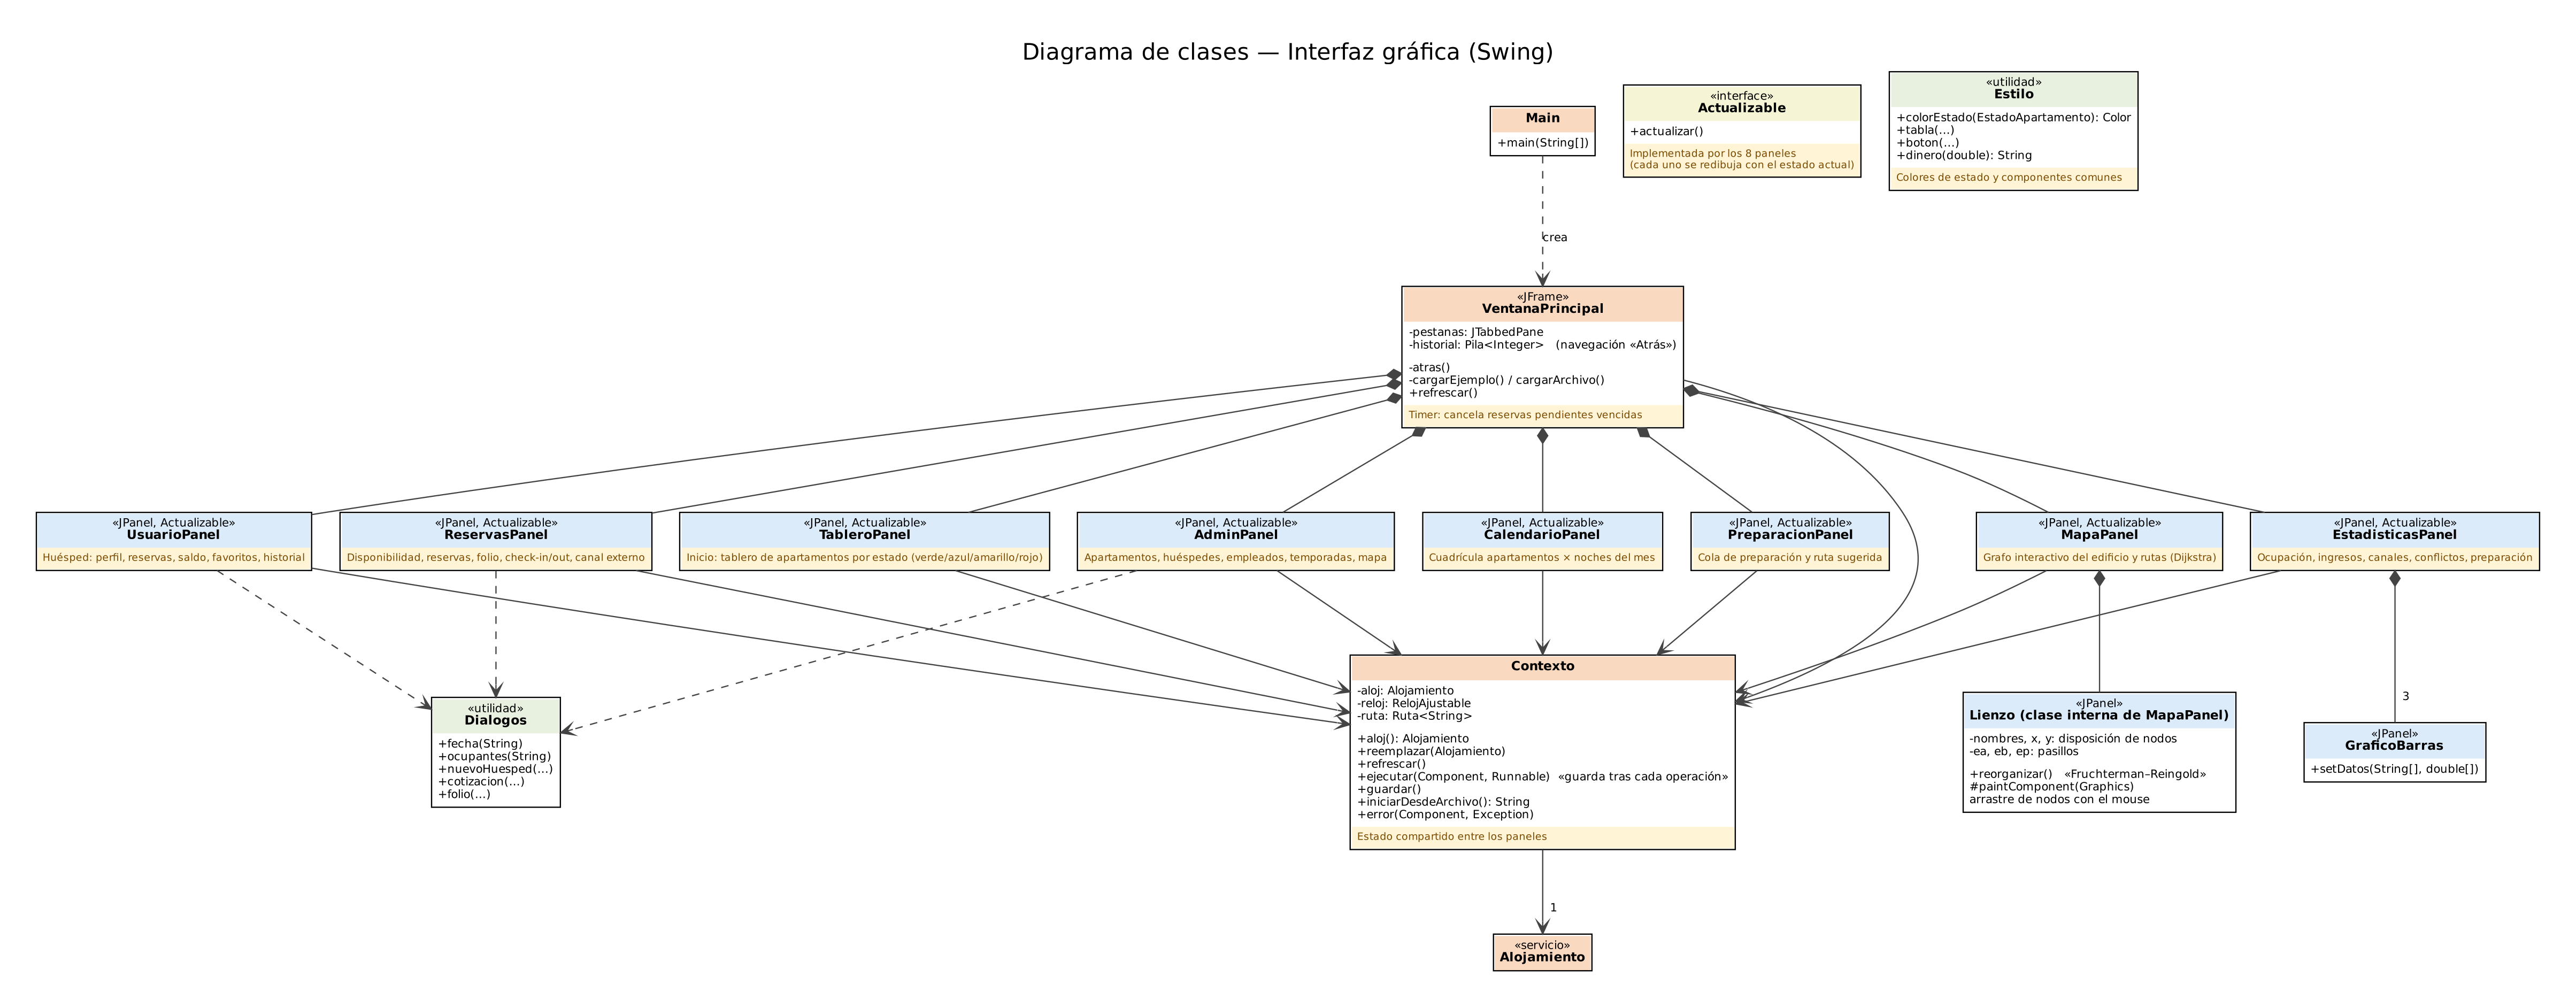 Diagrama de clases — Interfaz gráfica (Swing)
Main
+main(String[])
«interface»
Actualizable
+actualizar()
Implementada por los 8 paneles
(cada uno se redibuja con el estado actual)
«utilidad»
Estilo
+colorEstado(EstadoApartamento): Color
+tabla(...)
+boton(...)
+dinero(double): String
Colores de estado y componentes comunes
crea
«JFrame»
VentanaPrincipal
-pestanas: JTabbedPane
-historial: Pila<Integer>   (navegación «Atrás»)
-atras()
-cargarEjemplo() / cargarArchivo()
+refrescar()
Timer: cancela reservas pendientes vencidas
«JPanel, Actualizable»
UsuarioPanel
Huésped: perfil, reservas, saldo, favoritos, historial
«JPanel, Actualizable»
ReservasPanel
Disponibilidad, reservas, folio, check-in/out, canal externo
«JPanel, Actualizable»
TableroPanel
Inicio: tablero de apartamentos por estado (verde/azul/amarillo/rojo)
«JPanel, Actualizable»
AdminPanel
Apartamentos, huéspedes, empleados, temporadas, mapa
«JPanel, Actualizable»
CalendarioPanel
Cuadrícula apartamentos × noches del mes
«JPanel, Actualizable»
PreparacionPanel
Cola de preparación y ruta sugerida
«JPanel, Actualizable»
MapaPanel
Grafo interactivo del edificio y rutas (Dijkstra)
«JPanel, Actualizable»
EstadisticasPanel
Ocupación, ingresos, canales, conflictos, preparación
«utilidad»
Dialogos
+fecha(String)
+ocupantes(String)
+nuevoHuesped(...)
+cotizacion(...)
+folio(...)
Contexto
-aloj: Alojamiento
-reloj: RelojAjustable
-ruta: Ruta<String>
+aloj(): Alojamiento
+reemplazar(Alojamiento)
+refrescar()
+ejecutar(Component, Runnable)  «guarda tras cada operación»
+guardar()
+iniciarDesdeArchivo(): String
+error(Component, Exception)
Estado compartido entre los paneles
«JPanel»
Lienzo (clase interna de MapaPanel)
-nombres, x, y: disposición de nodos
-ea, eb, ep: pasillos
+reorganizar()   «Fruchterman–Reingold»
#paintComponent(Graphics)
arrastre de nodos con el mouse
3
«JPanel»
GraficoBarras
+setDatos(String[], double[])
1
«servicio»
Alojamiento